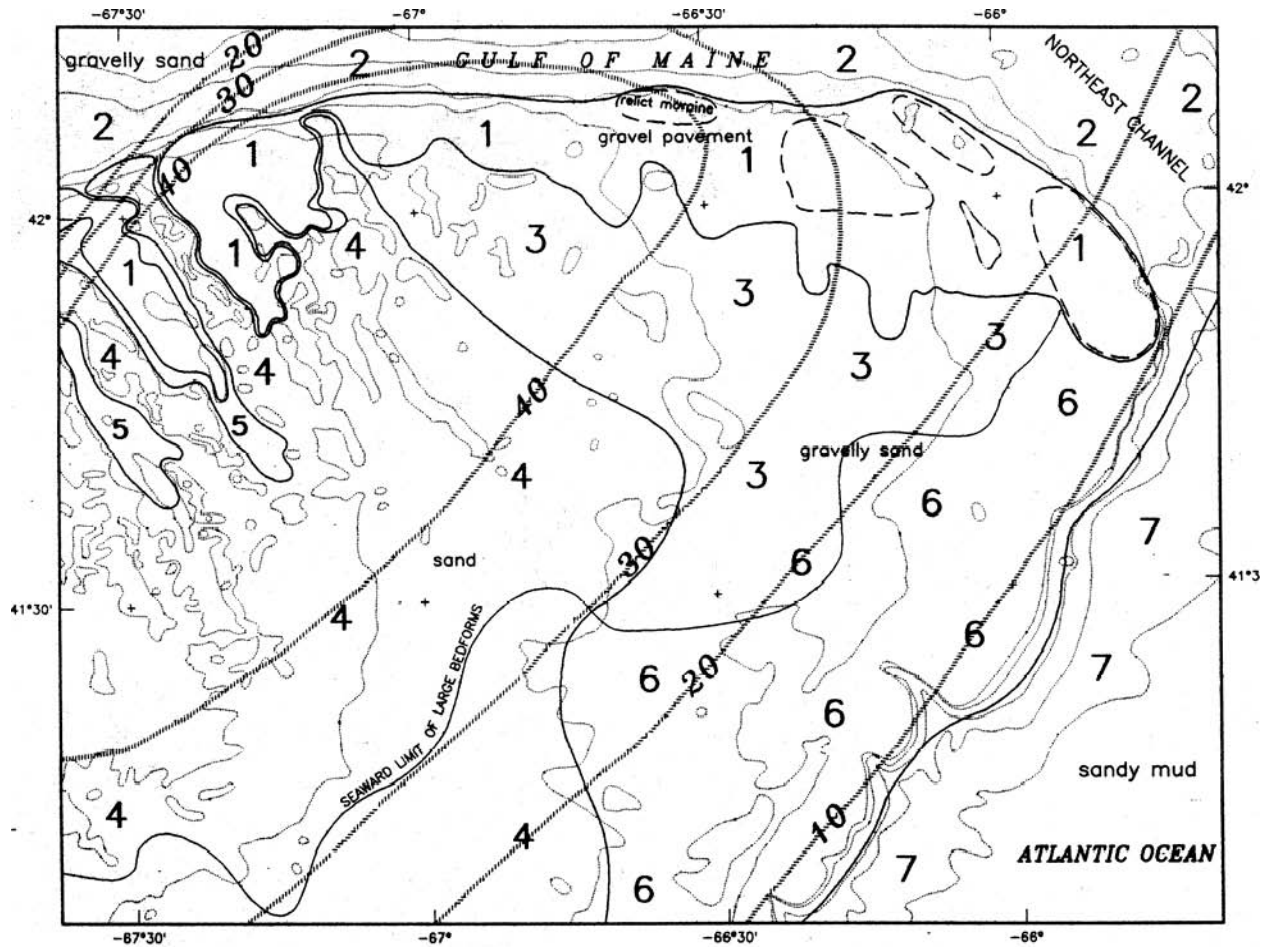 -67°30' -67° -66°30' -66°
gravelly sand 20 2 GULF OF MAINE 2 NORTHEAST CHANNEL 2
30
2 relict moraine 2
1 1 gravel pavement
40 1 1
42° 42°
1 1 4 3 1
3
4 4 3 3
40 6
5 5
gravelly sand
4 3 6 7
sand 30 6
41°30' 41°3
4 SEAWARD LIMIT OF LARGE BEDFORMS 6 20 6 7
6
sandy mud
4 4 10
7 ATLANTIC OCEAN
6
-67°30' -67° -66°30' -66°